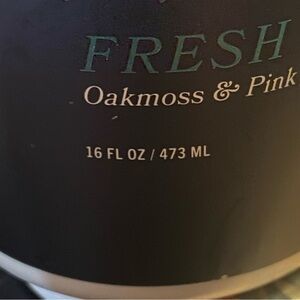 FRESH
Oakmoss & Pink
16 FL OZ / 473 ML